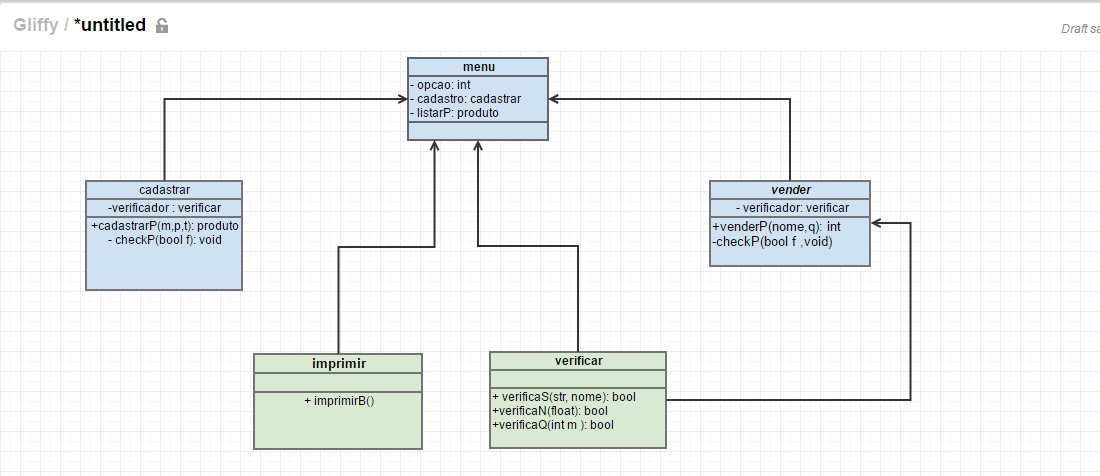 Gliffy / *untitled
Draft sa
menu
- opcao: int
- cadastro: cadastrar
- listarP: produto
cadastrar
-verificador : verificar
+cadastrarP(m,p,t): produto
- checkP(bool f): void
vender
- verificador: verificar
+venderP(nome,q): int
-checkP(bool f ,void)
imprimir
+ imprimirB()
verificar
+ verificaS(str, nome): bool
+verificaN(float): bool
+verificaQ(int m ): bool